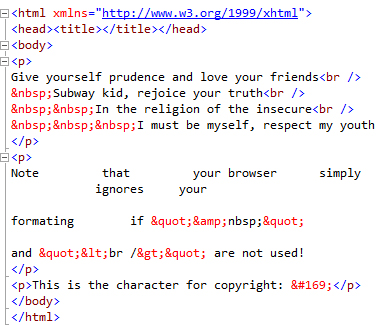 <html xmlns="http://www.w3.org/1999/xhtml">
<head><title></title></head>
<body>
<p>
Give yourself prudence and love your friends<br />
&nbsp;Subway kid, rejoice your truth<br />
&nbsp;&nbsp;In the religion of the insecure<br />
&nbsp;&nbsp;&nbsp;I must be myself, respect my youth
</p>
<p>
Note         that         your browser      simply
            ignores     your

formating        if &quot;&amp;nbsp;&quot;

and &quot;&lt;br /&gt;&quot; are not used!
</p>
<p>This is the character for copyright: &#169;</p>
</body>
</html>